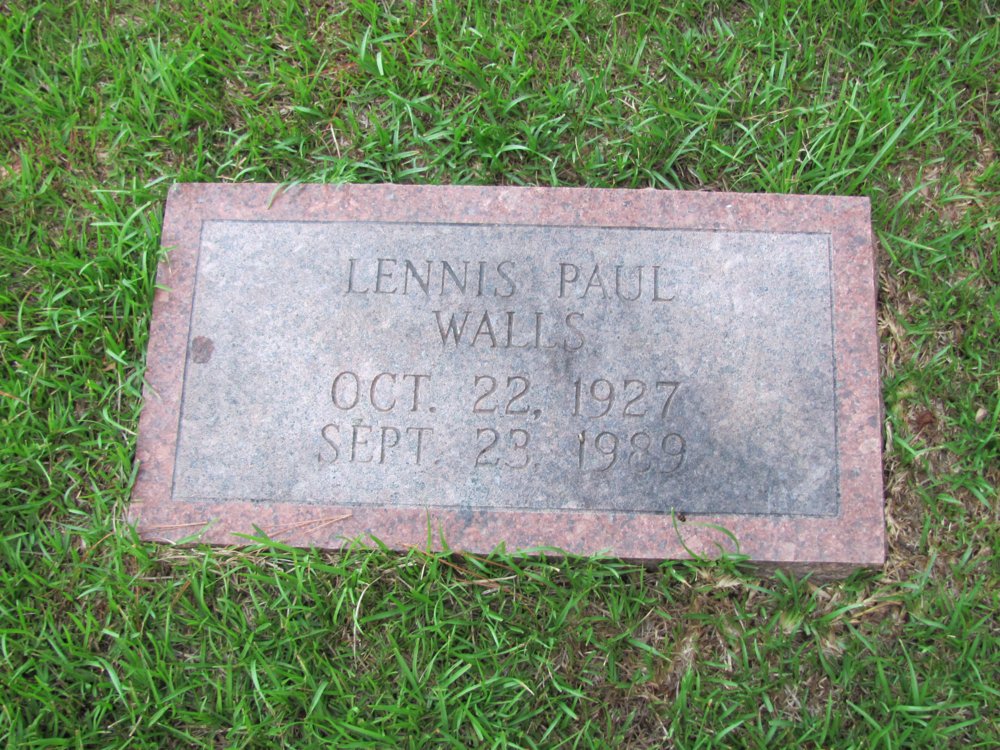 LENNIS PAUL
WALLS
OCT. 22, 1927
SEPT. 23, 1989